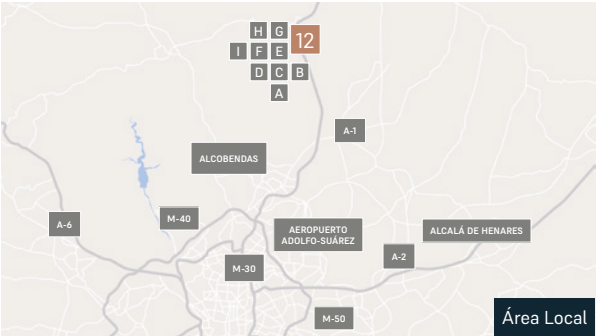 H G 12
I F E
D C B
A
A-1
ALCOBENDAS
M-40
A-6
AEROPUERTO
ADOLFO-SUÁREZ
ALCALÁ DE HENARES
A-2
M-30
M-50
Área Local